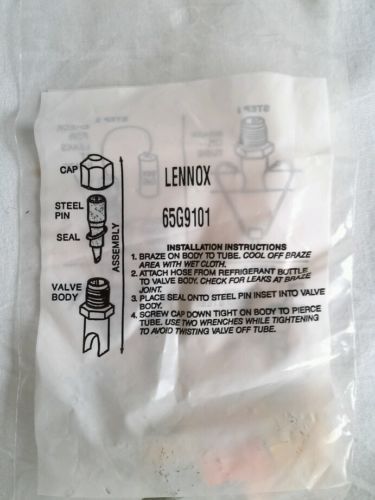 CAP
STEEL
PIN
SEAL
VALVE
BODY
ASSEMBLY
LENNOX
65G9101
INSTALLATION INSTRUCTIONS
1. BRAZE ON BODY TO TUBE. COOL OFF BRAZE
AREA WITH WET CLOTH.
2. ATTACH HOSE FROM REFRIGERANT BOTTLE
TO VALVE BODY. CHECK FOR LEAKS AT BRAZE
JOINT.
3. PLACE SEAL ONTO STEEL PIN INSET INTO VALVE
BODY.
4. SCREW CAP DOWN TIGHT ON BODY TO PIERCE
TUBE. USE TWO WRENCHES WHILE TIGHTENING
TO AVOID TWISTING VALVE OFF TUBE.
STEP 1